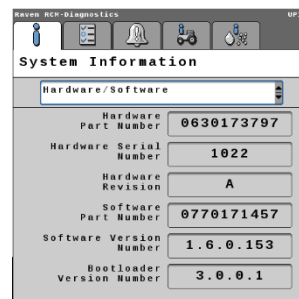 Raven RCM-Diagnostics UP
System Information
Hardware/Software
Hardware
Part Number
0630173797
Hardware Serial
Number
1022
Hardware
Revision
A
Software
Part Number
0770171457
Software Version
Number
1.6.0.153
Bootloader
Version Number
3.0.0.1